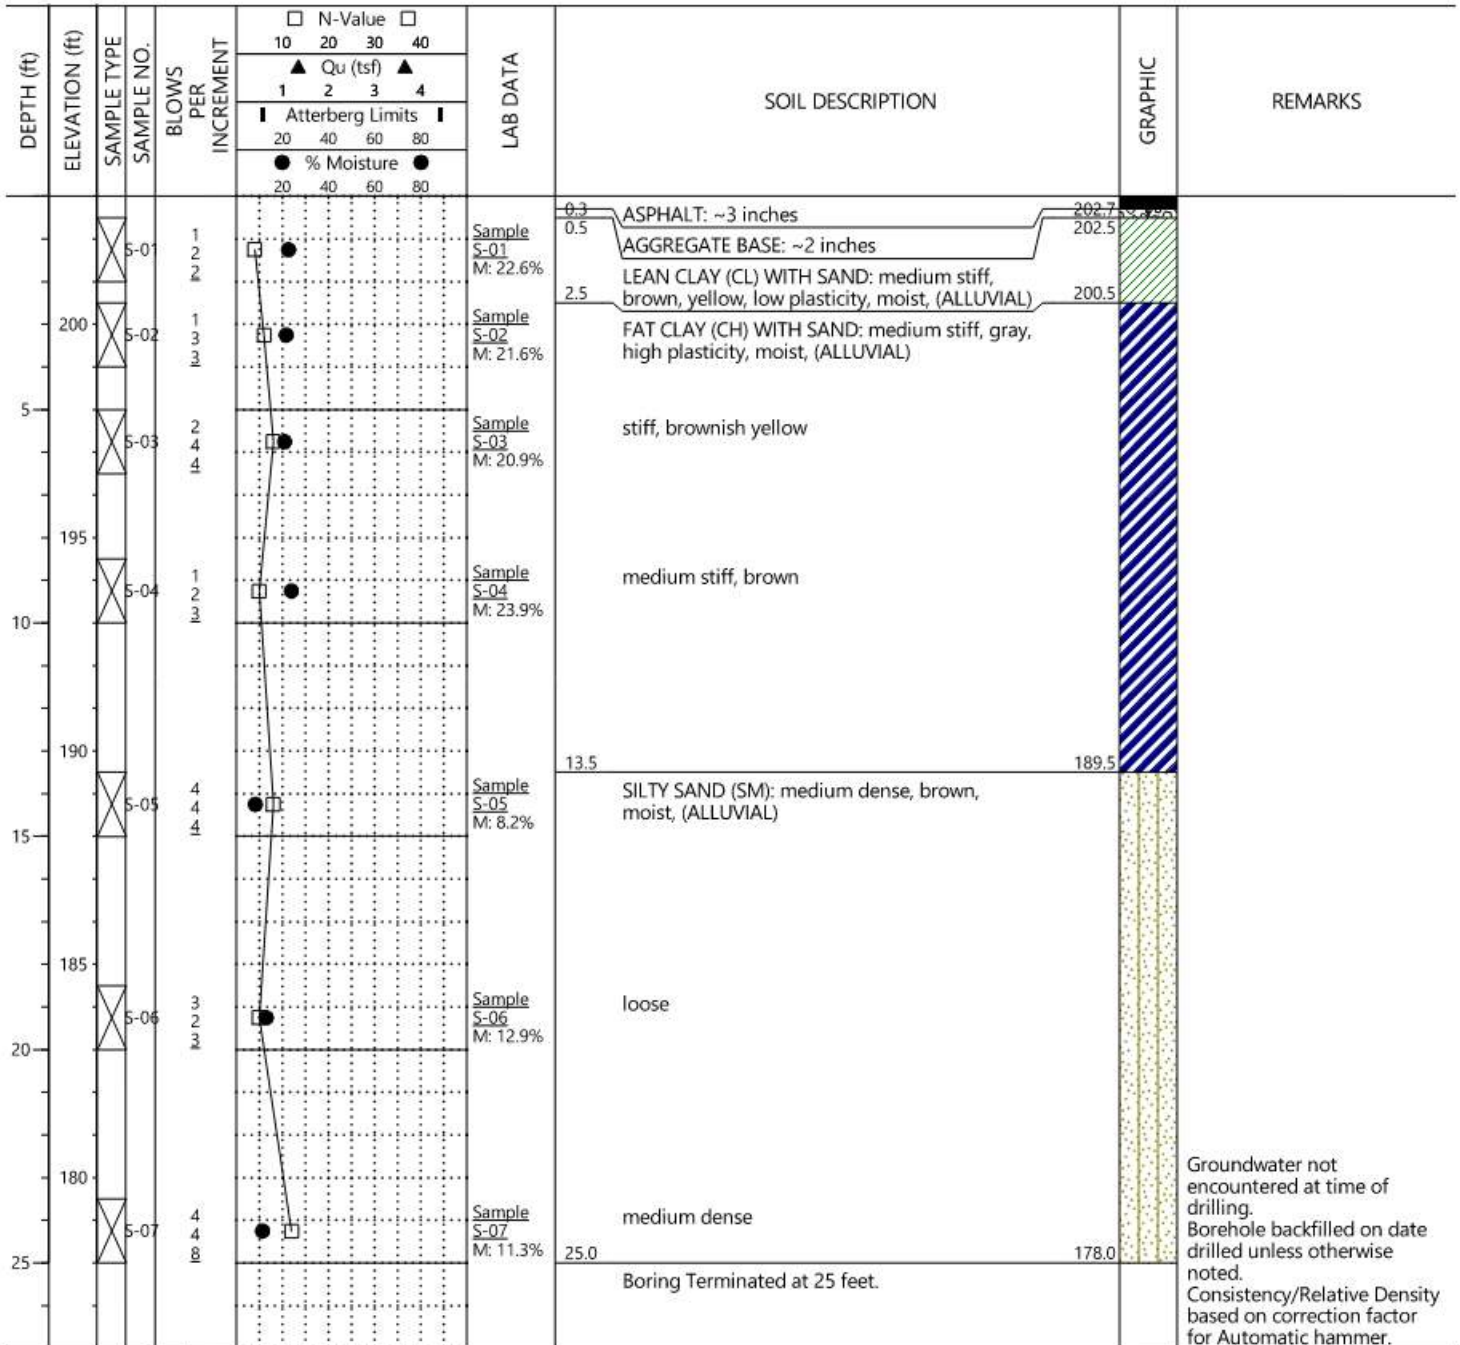 DEPTH (ft)
ELEVATION (ft)
SAMPLE TYPE
SAMPLE NO.
BLOWS
PER
INCREMENT
N-Value
10 20 30 40
Qu (tsf)
1 2 3 4
Atterberg Limits
20 40 60 80
% Moisture
20 40 60 80
LAB DATA
SOIL DESCRIPTION
GRAPHIC
REMARKS
0.3
ASPHALT: ~3 inches
202.7
0.5
202.5
AGGREGATE BASE: ~2 inches
S-01
1
2
2
Sample
S-01
M: 22.6%
LEAN CLAY (CL) WITH SAND: medium stiff,
brown, yellow, low plasticity, moist, (ALLUVIAL)
2.5
200.5
200
S-02
1
3
3
Sample
S-02
M: 21.6%
FAT CLAY (CH) WITH SAND: medium stiff, gray,
high plasticity, moist, (ALLUVIAL)
5
S-03
2
4
4
Sample
S-03
M: 20.9%
stiff, brownish yellow
195
S-04
1
2
3
Sample
S-04
M: 23.9%
medium stiff, brown
10
190
13.5
189.5
S-05
4
4
4
Sample
S-05
M: 8.2%
SILTY SAND (SM): medium dense, brown,
moist, (ALLUVIAL)
15
185
S-06
3
2
3
Sample
S-06
M: 12.9%
loose
20
180
S-07
4
4
8
Sample
S-07
M: 11.3%
medium dense
25
25.0
178.0
Boring Terminated at 25 feet.
Groundwater not
encountered at time of
drilling.
Borehole backfilled on date
drilled unless otherwise
noted.
Consistency/Relative Density
based on correction factor
for Automatic hammer.